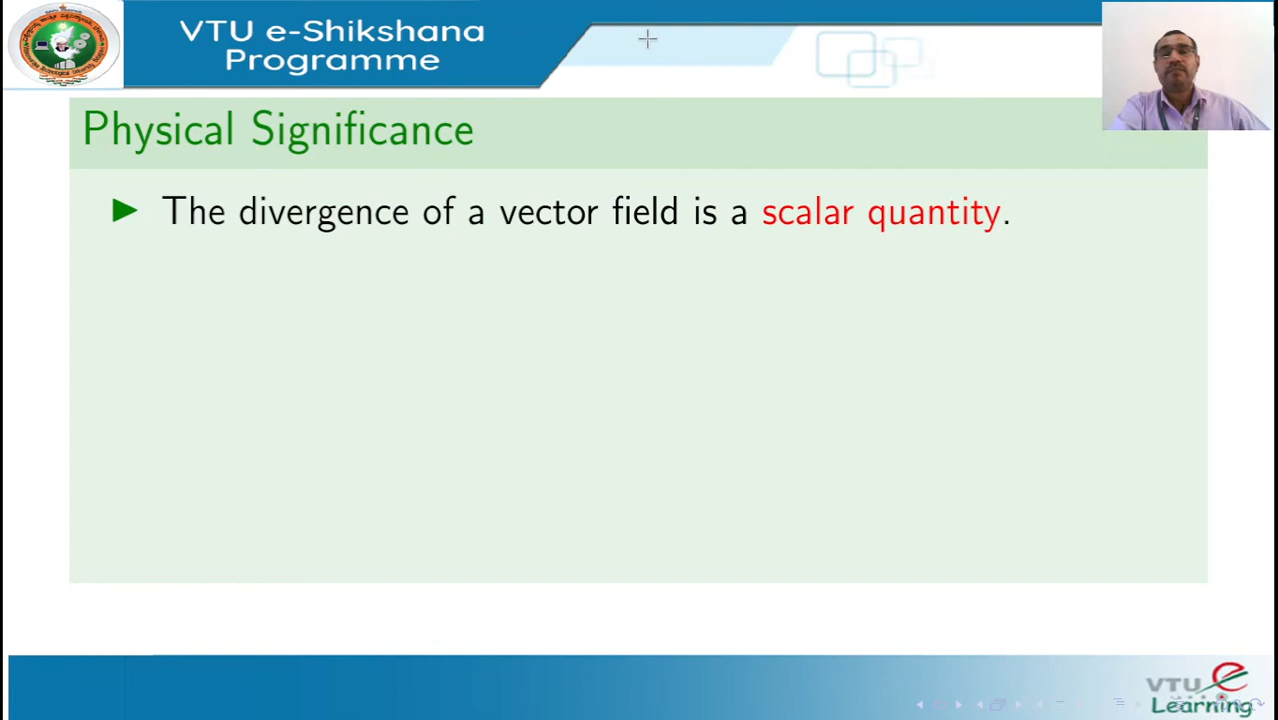 VTU e-Shikshana
Programme
Physical Significance
▶ The divergence of a vector field is a scalar quantity.
VTU e
Learning